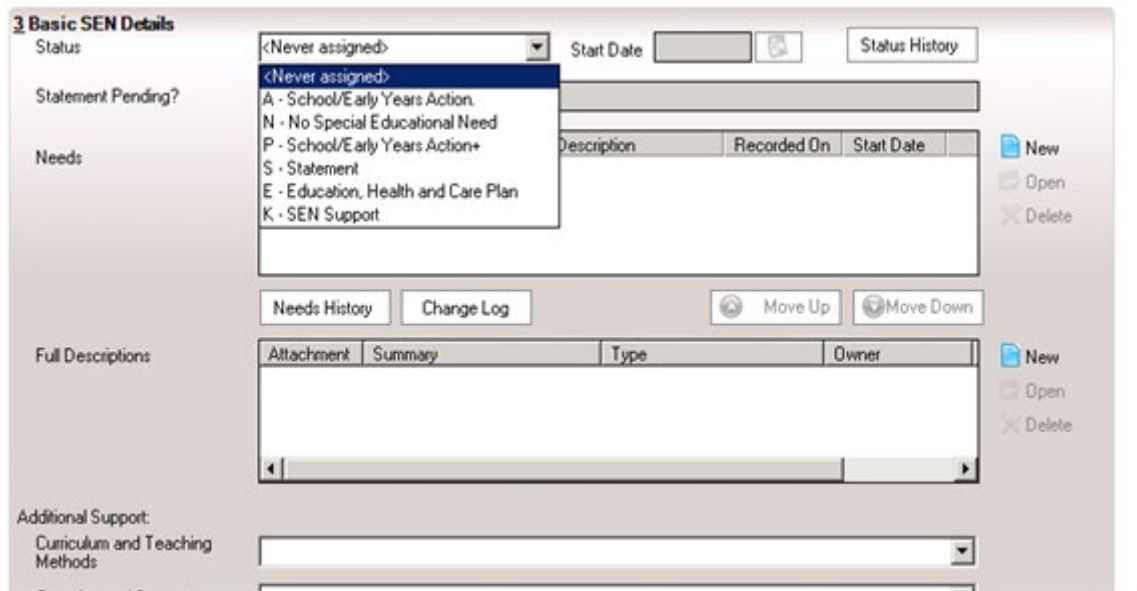 3 Basic SEN Details
Status
<Never assigned>
Start Date
Status History
<Never assigned>
A - School/Early Years Action.
N - No Special Educational Need
P - School/Early Years Action+
S - Statement
E - Education, Health and Care Plan
K - SEN Support
Statement Pending?
Needs
Description Recorded On Start Date
New
Open
Delete
Needs History
Change Log
Move Up
Move Down
Full Descriptions
Attachment Summary Type Owner
New
Open
Delete
Additional Support:
Curriculum and Teaching
Methods